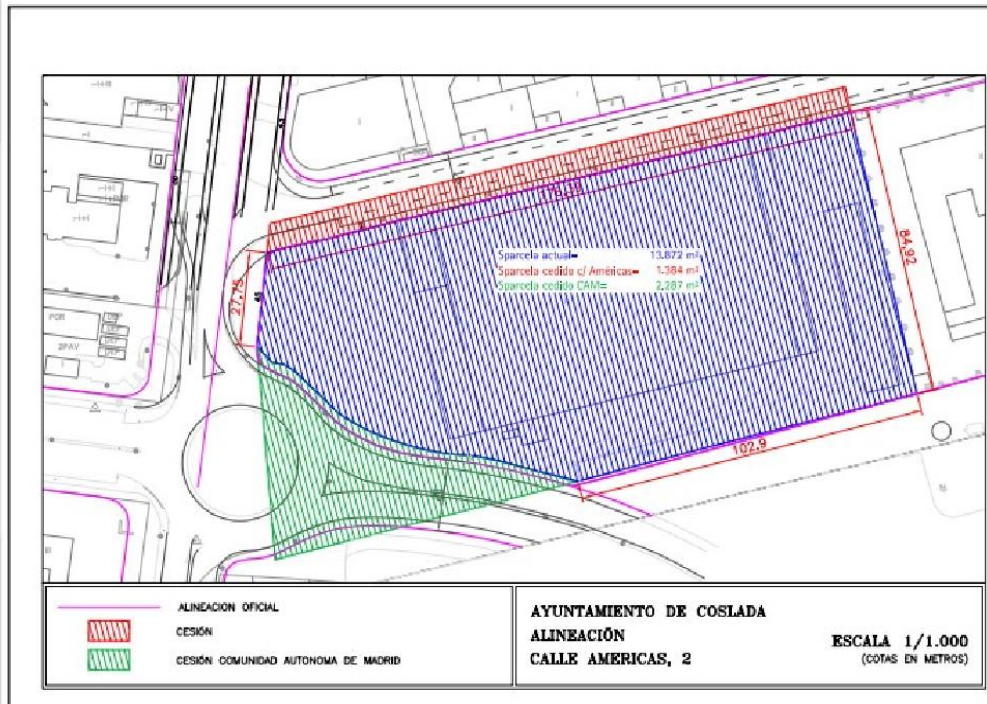 27.75
Sparcela actual= 13.872 m²
Sparcela cedido c/ Américas= 1.384 m²
Sparcela cedido CAM= 2.287 m²
84,92
102.9
PGR
2PAV
ALINEACION OFICIAL
CESIÓN
CESIÓN COMUNIDAD AUTONOMA DE MADRID
AYUNTAMIENTO DE COSLADA
ALINEACIÓN
CALLE AMERICAS, 2
ESCALA 1/1.000
(COTAS EN METROS)